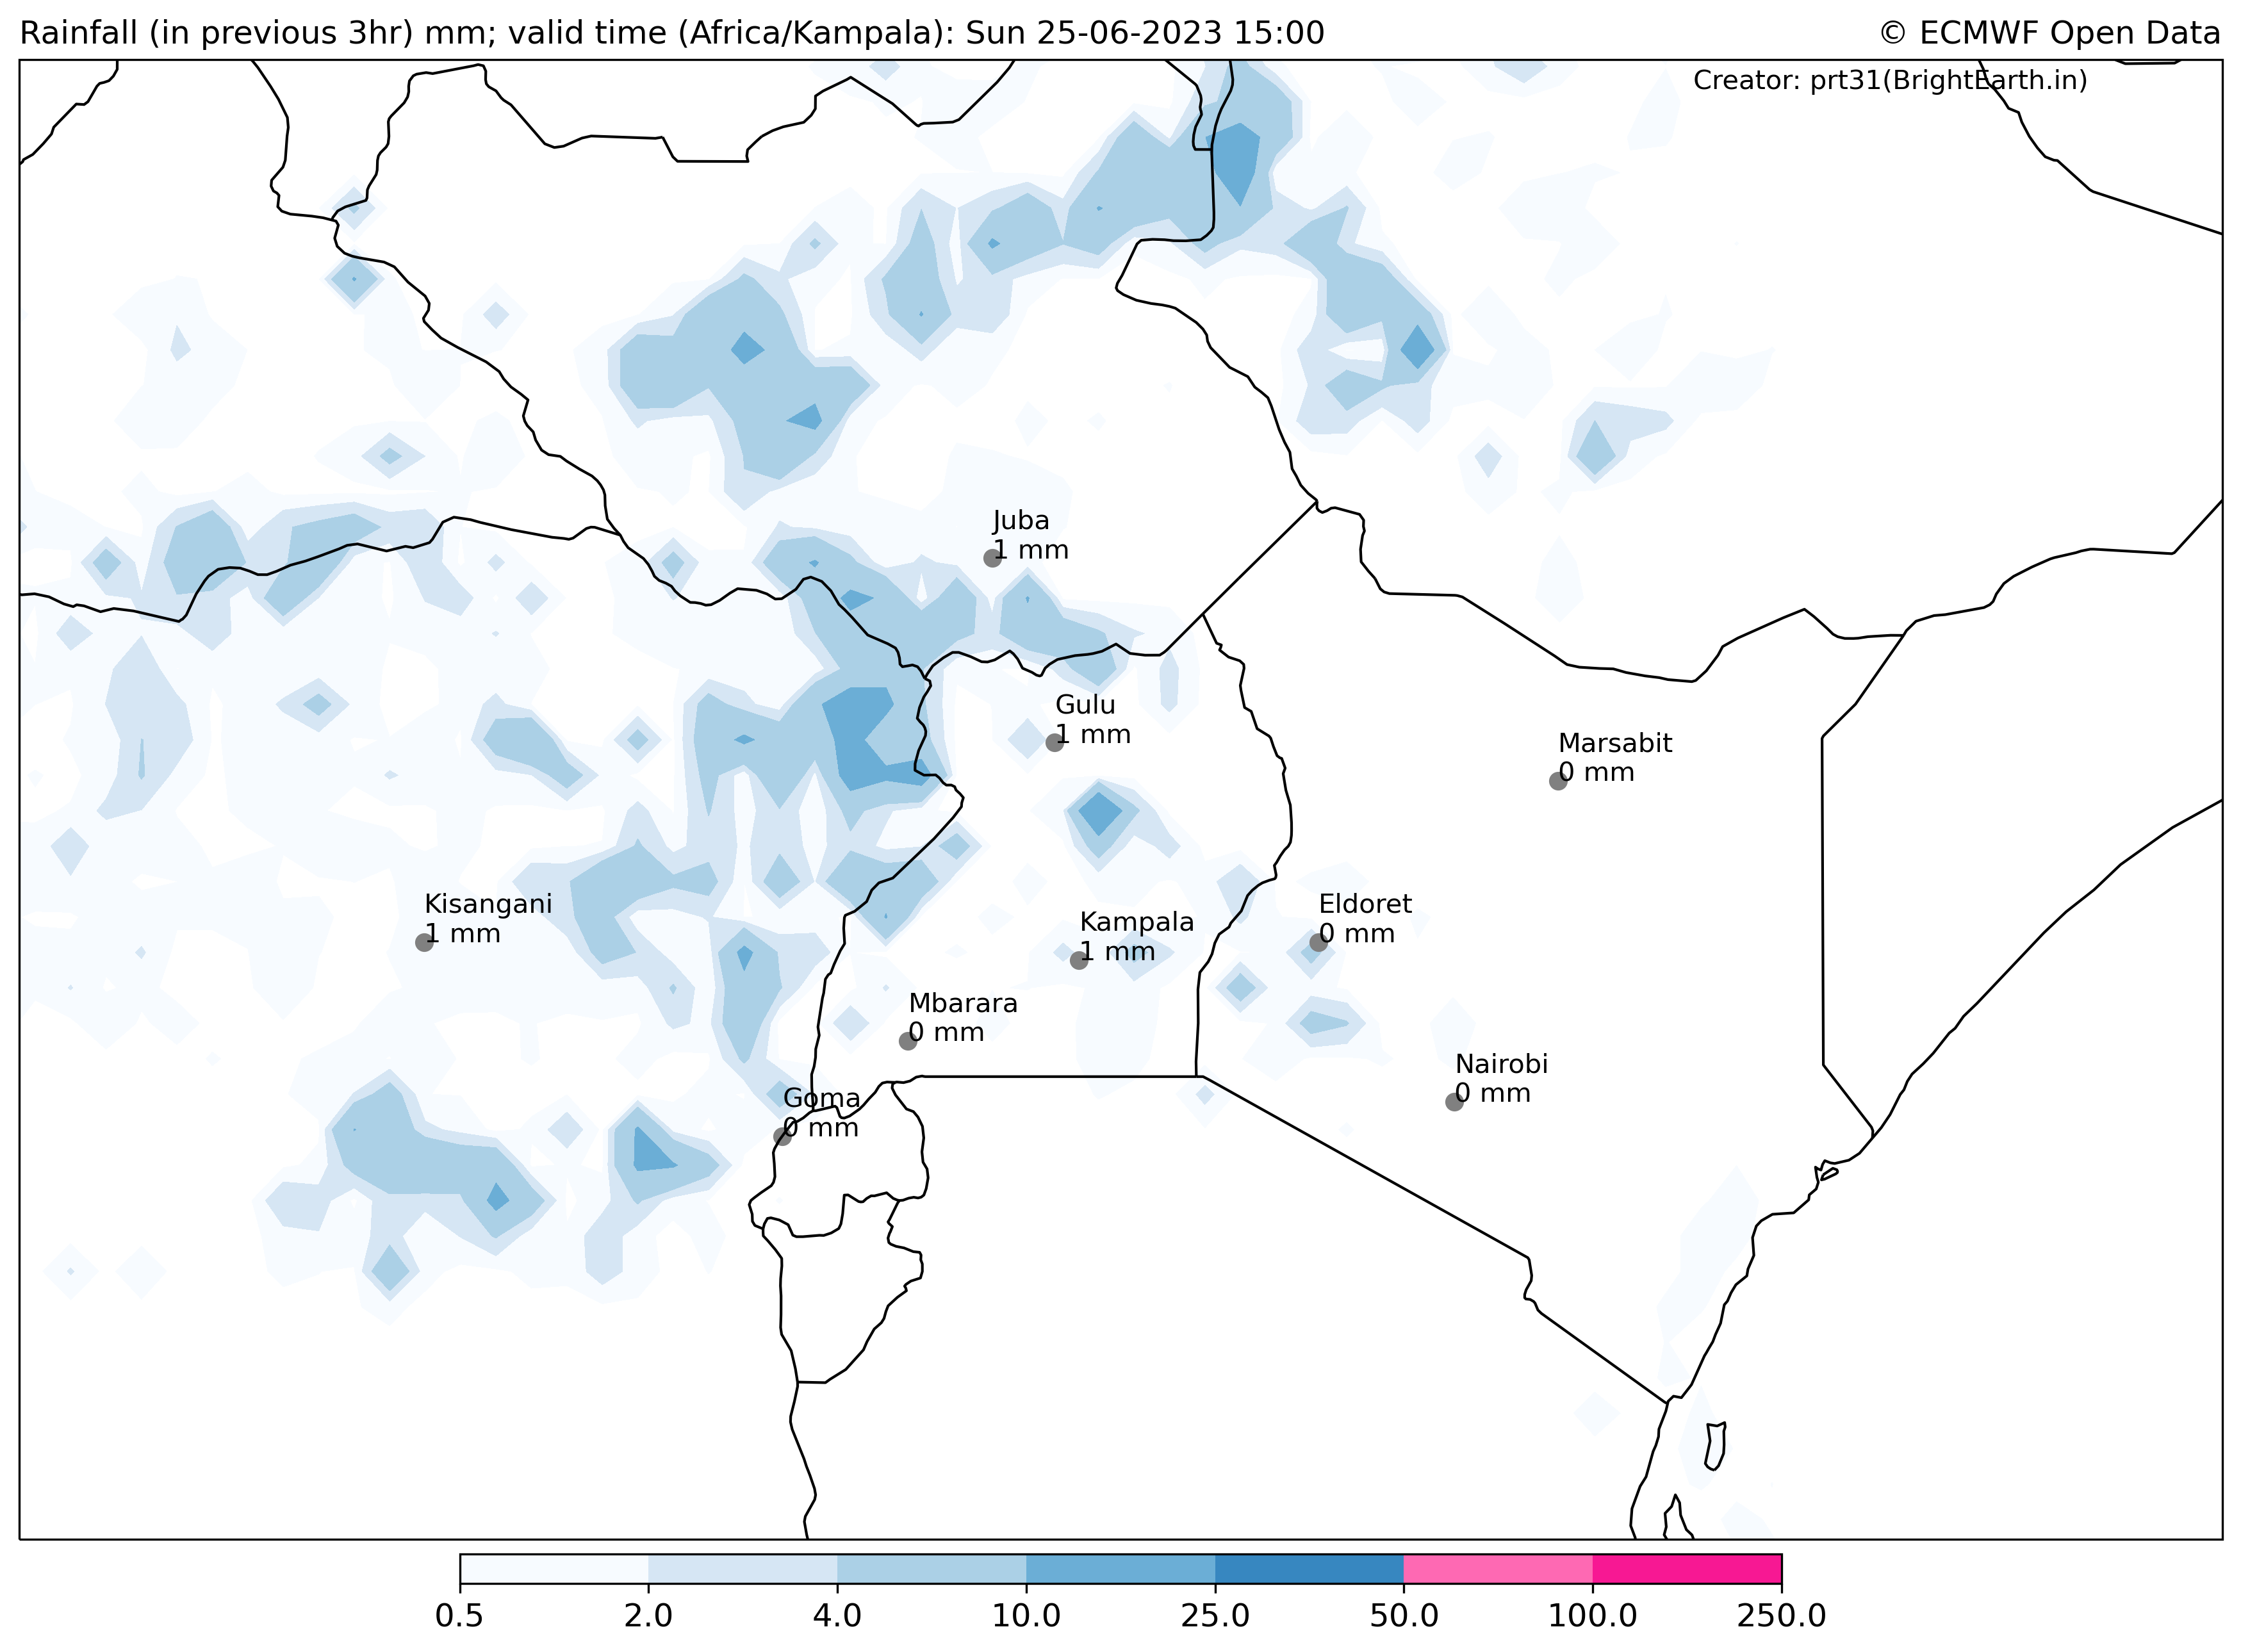 Rainfall (in previous 3hr) mm; valid time (Africa/Kampala): Sun 25-06-2023 15:00
© ECMWF Open Data
Creator: prt31(BrightEarth.in)
Juba
1 mm
Gulu
1 mm
Marsabit
0 mm
Kisangani
1 mm
Eldoret
0 mm
Kampala
1 mm
Mbarara
0 mm
Nairobi
0 mm
Goma
0 mm
0.5 2.0 4.0 10.0 25.0 50.0 100.0 250.0